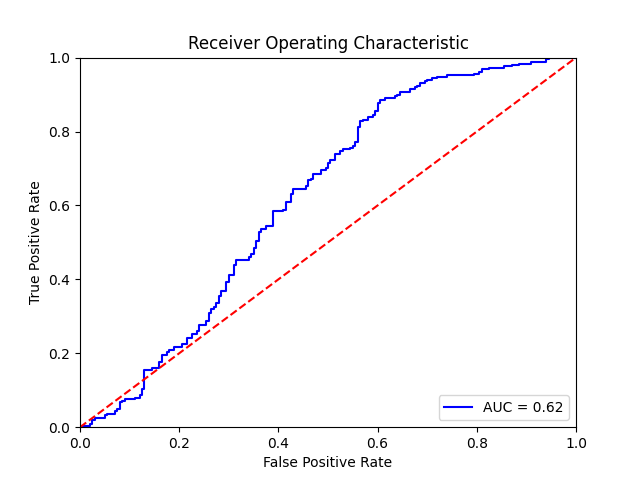 Receiver Operating Characteristic
1.0
0.8
0.6
0.4
0.2
0.0
True Positive Rate
AUC = 0.62
0.0 0.2 0.4 0.6 0.8 1.0
False Positive Rate